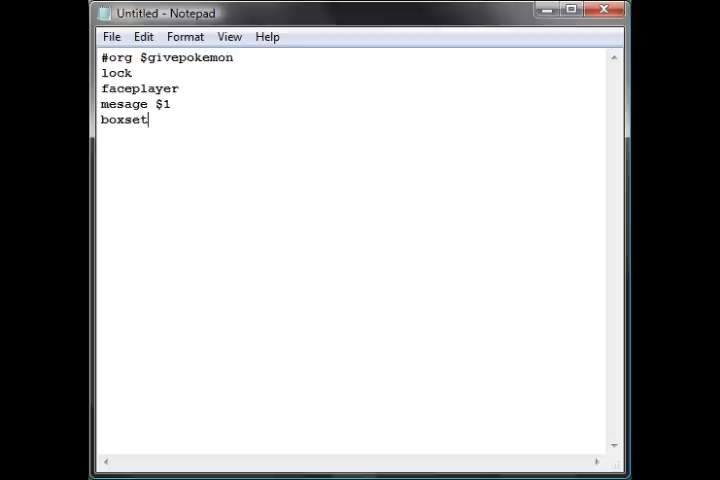 Untitled - Notepad
File Edit Format View Help
#org $givepokemon
lock
faceplayer
mesage $1
boxset